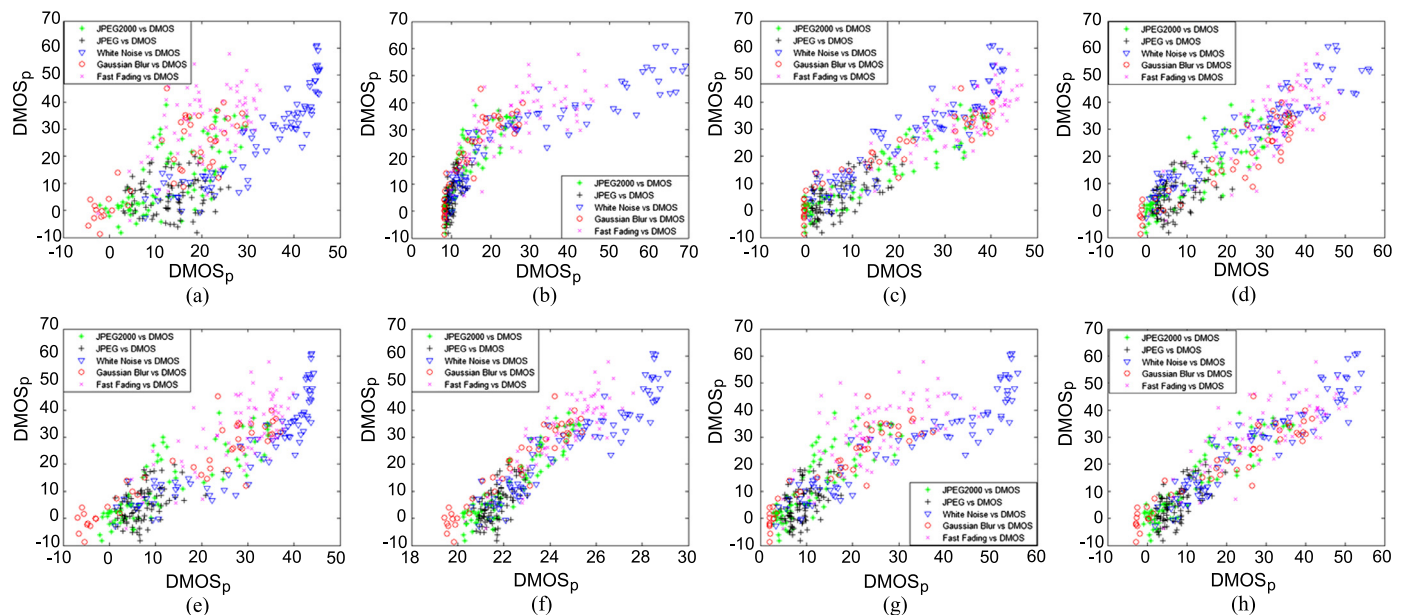 70
60
50
40
30
20
10
0
-10
DMOSp
JPEG2000 vs DMOS
JPEG vs DMOS
White Noise vs DMOS
Gaussian Blur vs DMOS
Fast Fading vs DMOS
-10 0 10 20 30 40 50
DMOSp
(a)
70
60
50
40
30
20
10
0
-10
DMOSp
JPEG2000 vs DMOS
JPEG vs DMOS
White Noise vs DMOS
Gaussian Blur vs DMOS
Fast Fading vs DMOS
0 10 20 30 40 50 60 70
DMOSp
(b)
70
60
50
40
30
20
10
0
-10
DMOSp
JPEG2000 vs DMOS
JPEG vs DMOS
White Noise vs DMOS
Gaussian Blur vs DMOS
Fast Fading vs DMOS
-10 0 10 20 30 40 50
DMOS
(c)
70
60
50
40
30
20
10
0
-10
DMOSp
JPEG2000 vs DMOS
JPEG vs DMOS
White Noise vs DMOS
Gaussian Blur vs DMOS
Fast Fading vs DMOS
-10 0 10 20 30 40 50 60
DMOS
(d)
70
60
50
40
30
20
10
0
-10
DMOSp
JPEG2000 vs DMOS
JPEG vs DMOS
White Noise vs DMOS
Gaussian Blur vs DMOS
Fast Fading vs DMOS
-10 0 10 20 30 40 50
DMOSp
(e)
70
60
50
40
30
20
10
0
-10
DMOSp
JPEG2000 vs DMOS
JPEG vs DMOS
White Noise vs DMOS
Gaussian Blur vs DMOS
Fast Fading vs DMOS
18 20 22 24 26 28 30
DMOSp
(f)
70
60
50
40
30
20
10
0
-10
DMOSp
JPEG2000 vs DMOS
JPEG vs DMOS
White Noise vs DMOS
Gaussian Blur vs DMOS
Fast Fading vs DMOS
0 10 20 30 40 50 60
DMOSp
(g)
70
60
50
40
30
20
10
0
-10
DMOSp
JPEG2000 vs DMOS
JPEG vs DMOS
White Noise vs DMOS
Gaussian Blur vs DMOS
Fast Fading vs DMOS
-10 0 10 20 30 40 50 60
DMOSp
(h)